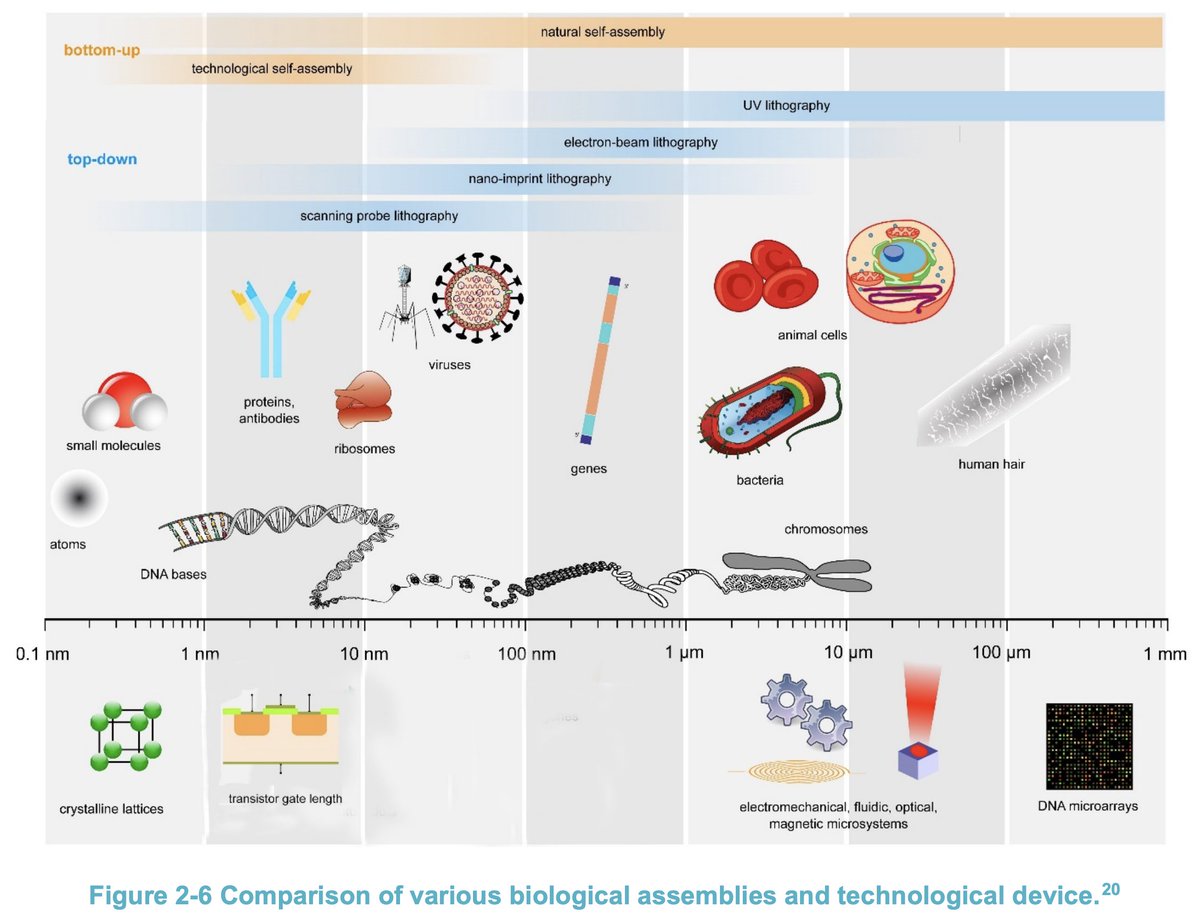 natural self-assembly
bottom-up
technological self-assembly
UV lithography
electron-beam lithography
top-down
nano-imprint lithography
scanning probe lithography
animal cells
viruses
3'
5'
proteins,
antibodies
small molecules
ribosomes
genes
bacteria
human hair
atoms
DNA bases
chromosomes
0.1 nm
1 nm
10 nm
100 nm
1 µm
10 µm
100 µm
1 mm
crystalline lattices
transistor gate length
electromechanical, fluidic, optical,
magnetic microsystems
DNA microarrays
Figure 2-6 Comparison of various biological assemblies and technological device.20